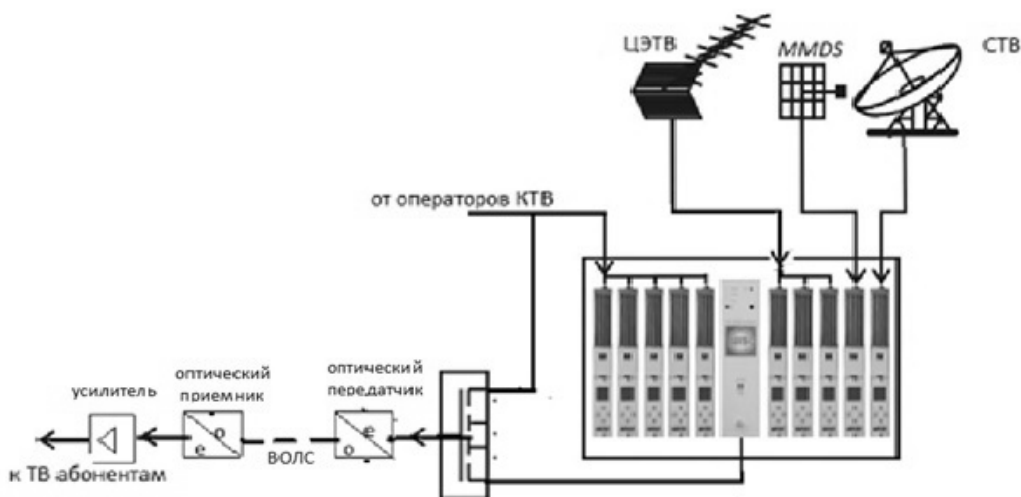 ЦЭТВ
MMDS
СТВ
от операторов КТВ
оптический
передатчик
оптический
приемник
усилитель
о
е
е
о
ВОЛС
к ТВ абонентам